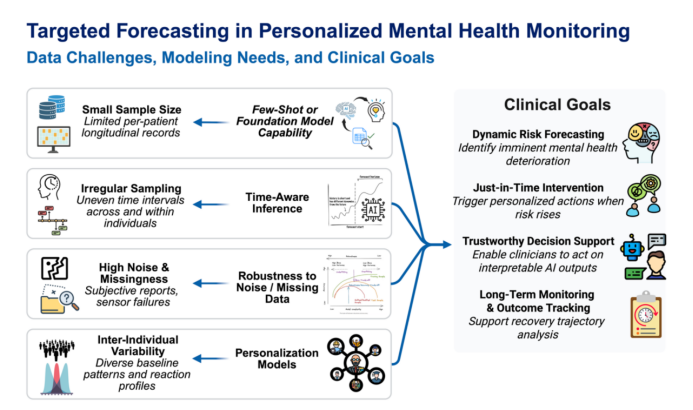 Targeted Forecasting in Personalized Mental Health Monitoring
Data Challenges, Modeling Needs, and Clinical Goals
Small Sample Size
Limited per-patient
longitudinal records
Few-Shot or
Foundation Model
Capability
Irregular Sampling
Uneven time intervals
across and within
individuals
Time-Aware
Inference
AI
High Noise &
Missingness
Subjective reports,
sensor failures
Robustness to
Noise / Missing
Data
Inter-Individual
Variability
Diverse baseline
patterns and reaction
profiles
Personalization
Models
Clinical Goals
Dynamic Risk Forecasting
Identify imminent mental health
deterioration
Just-in-Time Intervention
Trigger personalized actions when
risk rises
Trustworthy Decision Support
Enable clinicians to act on
interpretable AI outputs
Long-Term Monitoring
& Outcome Tracking
Support recovery trajectory
analysis